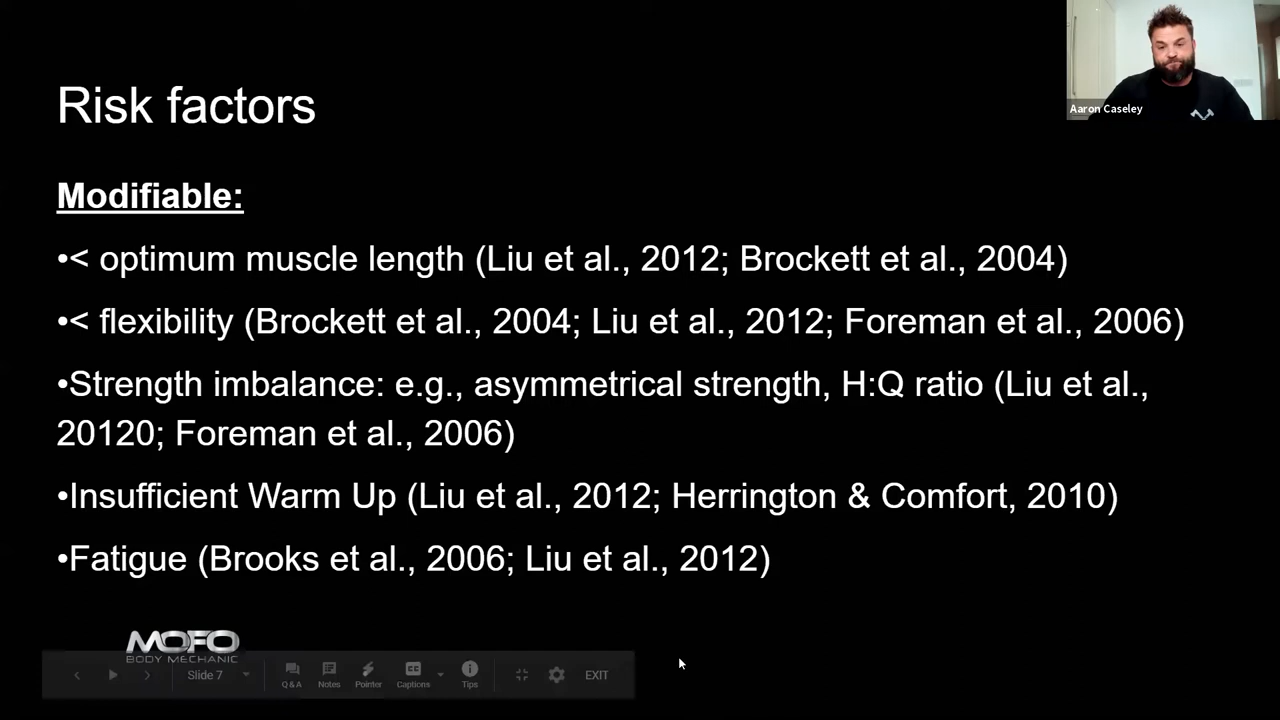 Aaron Caseley
Risk factors
Modifiable:
•< optimum muscle length (Liu et al., 2012; Brockett et al., 2004)
•< flexibility (Brockett et al., 2004; Liu et al., 2012; Foreman et al., 2006)
•Strength imbalance: e.g., asymmetrical strength, H:Q ratio (Liu et al.,
20120; Foreman et al., 2006)
•Insufficient Warm Up (Liu et al., 2012; Herrington & Comfort, 2010)
•Fatigue (Brooks et al., 2006; Liu et al., 2012)
MOFO
BODY MECHANIC
Slide 7 Q & A Notes Pointer CC Captions Tips EXIT